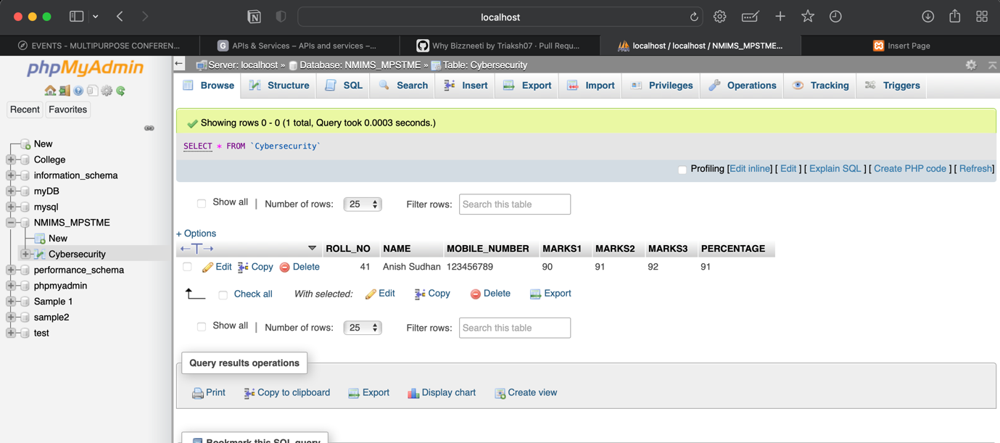 localhost
EVENTS - MULTIPURPOSE CONFEREN...
G APIs & Services – APIs and services –...
Why Bizzneeti by Triaksh07 · Pull Requ...
localhost / localhost / NMIMS_MPSTME...
Insert Page
phpMyAdmin
Recent Favorites
New
College
information_schema
myDB
mysql
NMIMS_MPSTME
New
Cybersecurity
performance_schema
phpmyadmin
Sample 1
sample2
test
Server: localhost » Database: NMIMS_MPSTME » Table: Cybersecurity
Browse Structure SQL Search Insert Export Import Privileges Operations Tracking Triggers
Showing rows 0 - 0 (1 total, Query took 0.0003 seconds.)
SELECT * FROM `Cybersecurity`
Profiling [Edit inline] [ Edit ] [ Explain SQL ] [ Create PHP code ] [ Refresh]
Show all | Number of rows: 25 Filter rows: Search this table
+ Options
←T→ ROLL_NO NAME MOBILE_NUMBER MARKS1 MARKS2 MARKS3 PERCENTAGE
Edit Copy Delete 41 Anish Sudhan 123456789 90 91 92 91
Check all With selected: Edit Copy Delete Export
Show all | Number of rows: 25 Filter rows: Search this table
Query results operations
Print Copy to clipboard Export Display chart Create view
Bookmark this SQL query